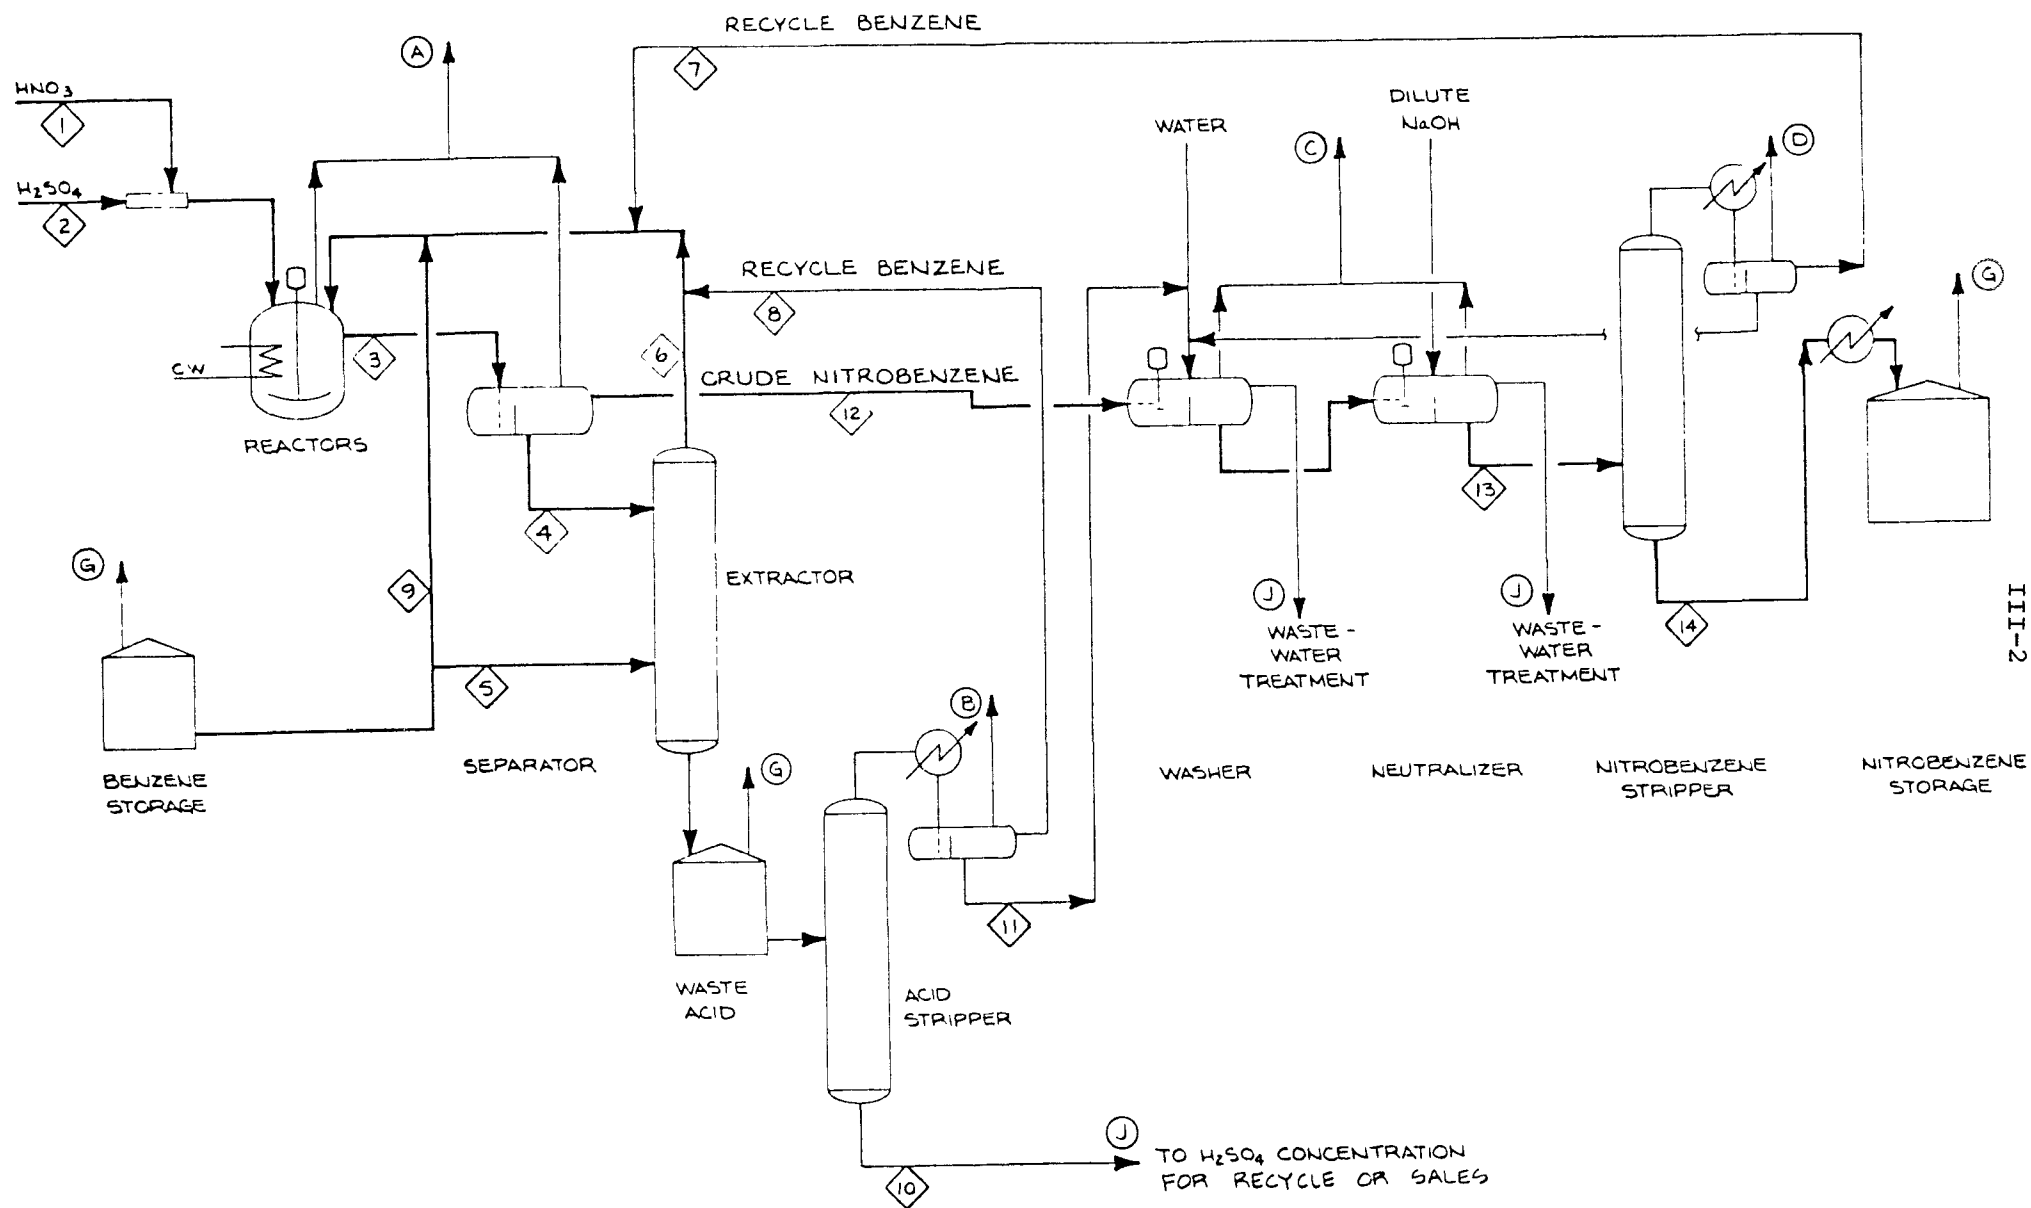 RECYCLE BENZENE
7
A
HNO3
1
H2SO4
2
DILUTE
NaOH
WATER
C
D
RECYCLE BENZENE
8
G
3
6
CW
CRUDE NITROBENZENE
12
REACTORS
13
4
G
9
EXTRACTOR
J
J
WASTE-
WATER
TREATMENT
WASTE-
WATER
TREATMENT
14
III-2
5
B
SEPARATOR
G
BENZENE
STORAGE
WASHER
NEUTRALIZER
NITROBENZENE
STRIPPER
NITROBENZENE
STORAGE
11
WASTE
ACID
ACID
STRIPPER
J
10
TO H2SO4 CONCENTRATION
FOR RECYCLE OR SALES